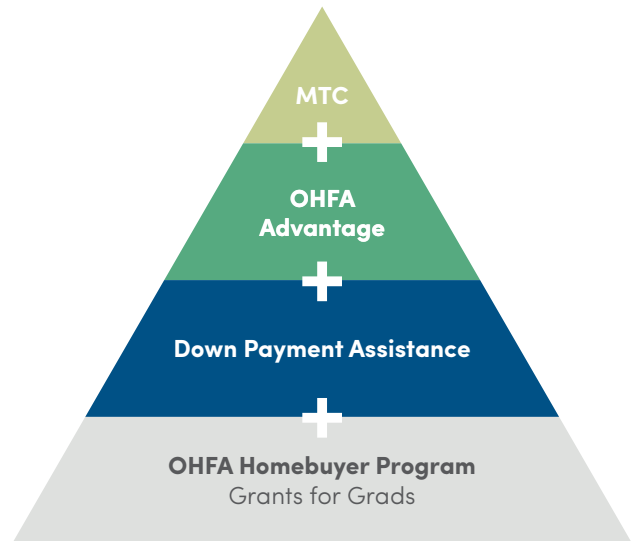 MTC
OHFA
Advantage
Down Payment Assistance
OHFA Homebuyer Program
Grants for Grads